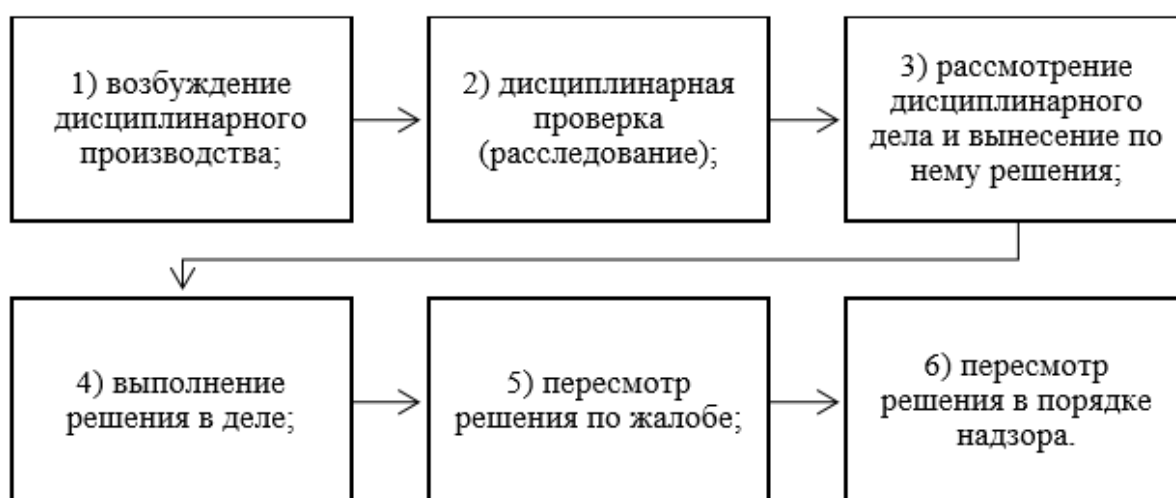 1) возбуждение
дисциплинарного
производства;
2) дисциплинарная
проверка
(расследование);
3) рассмотрение
дисциплинарного
дела и вынесение по
нему решения;
4) выполнение
решения в деле;
5) пересмотр
решения по жалобе;
6) пересмотр
решения в порядке
надзора.